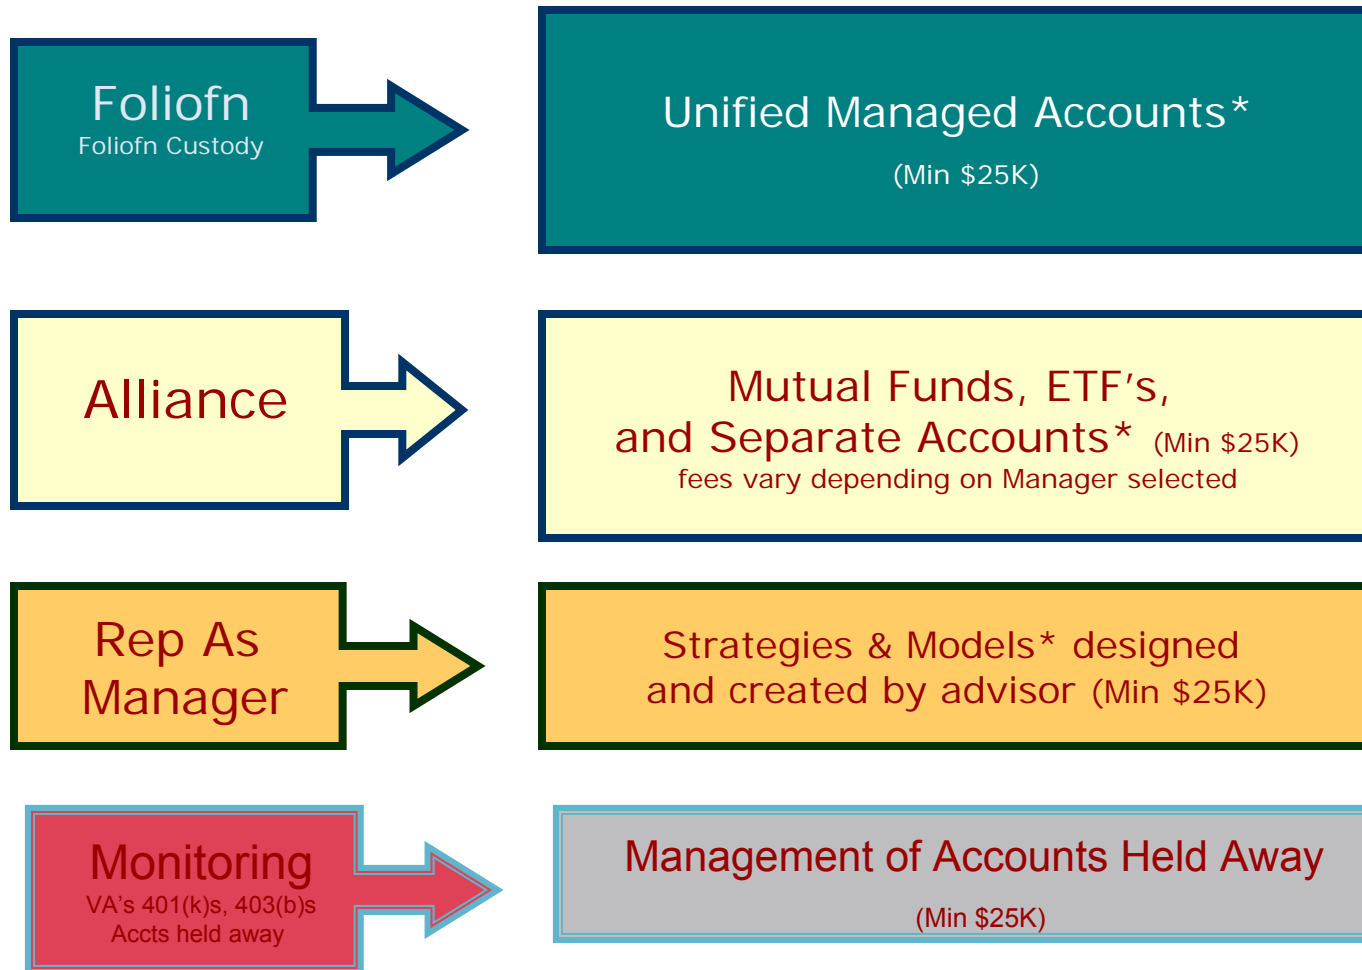 Foliofn
Foliofn Custody
Unified Managed Accounts*
(Min $25K)
Alliance
Mutual Funds, ETF's,
and Separate Accounts* (Min $25K)
fees vary depending on Manager selected
Rep As
Manager
Strategies & Models* designed
and created by advisor (Min $25K)
Monitoring
VA's 401(k)s, 403(b)s
Accts held away
Management of Accounts Held Away
(Min $25K)